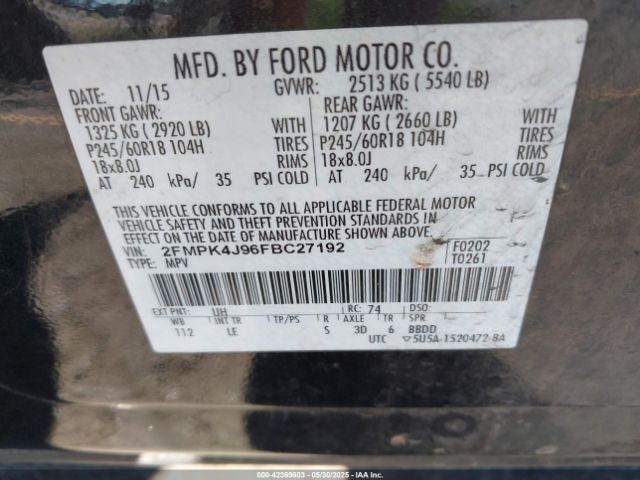 MFD. BY FORD MOTOR CO.
DATE: 11/15 GVWR: 2513 KG ( 5540 LB)
FRONT GAWR: REAR GAWR:
1325 KG ( 2920 LB) WITH 1207 KG ( 2660 LB) WITH
P245/60R18 104H TIRES P245/60R18 104H TIRES
18x8.0J RIMS 18x8.0J RIMS
AT 240 kPa/ 35 PSI COLD AT 240 kPa/ 35 PSI COLD
THIS VEHICLE CONFORMS TO ALL APPLICABLE FEDERAL MOTOR
VEHICLE SAFETY AND THEFT PREVENTION STANDARDS IN
EFFECT ON THE DATE OF MANUFACTURE SHOWN ABOVE.
VIN: 2FMPK4J96FBC27192 F0202
TYPE: MPV T0261
EXT PNT: UH RC: 74 DSO:
WB INT TR TP/PS R AXLE TR SPR
112 LE S 3D 6 BBDD
UTC ▽5U5A-1520472-BA
000-42369603 - 05/30/2025 - IAA Inc.